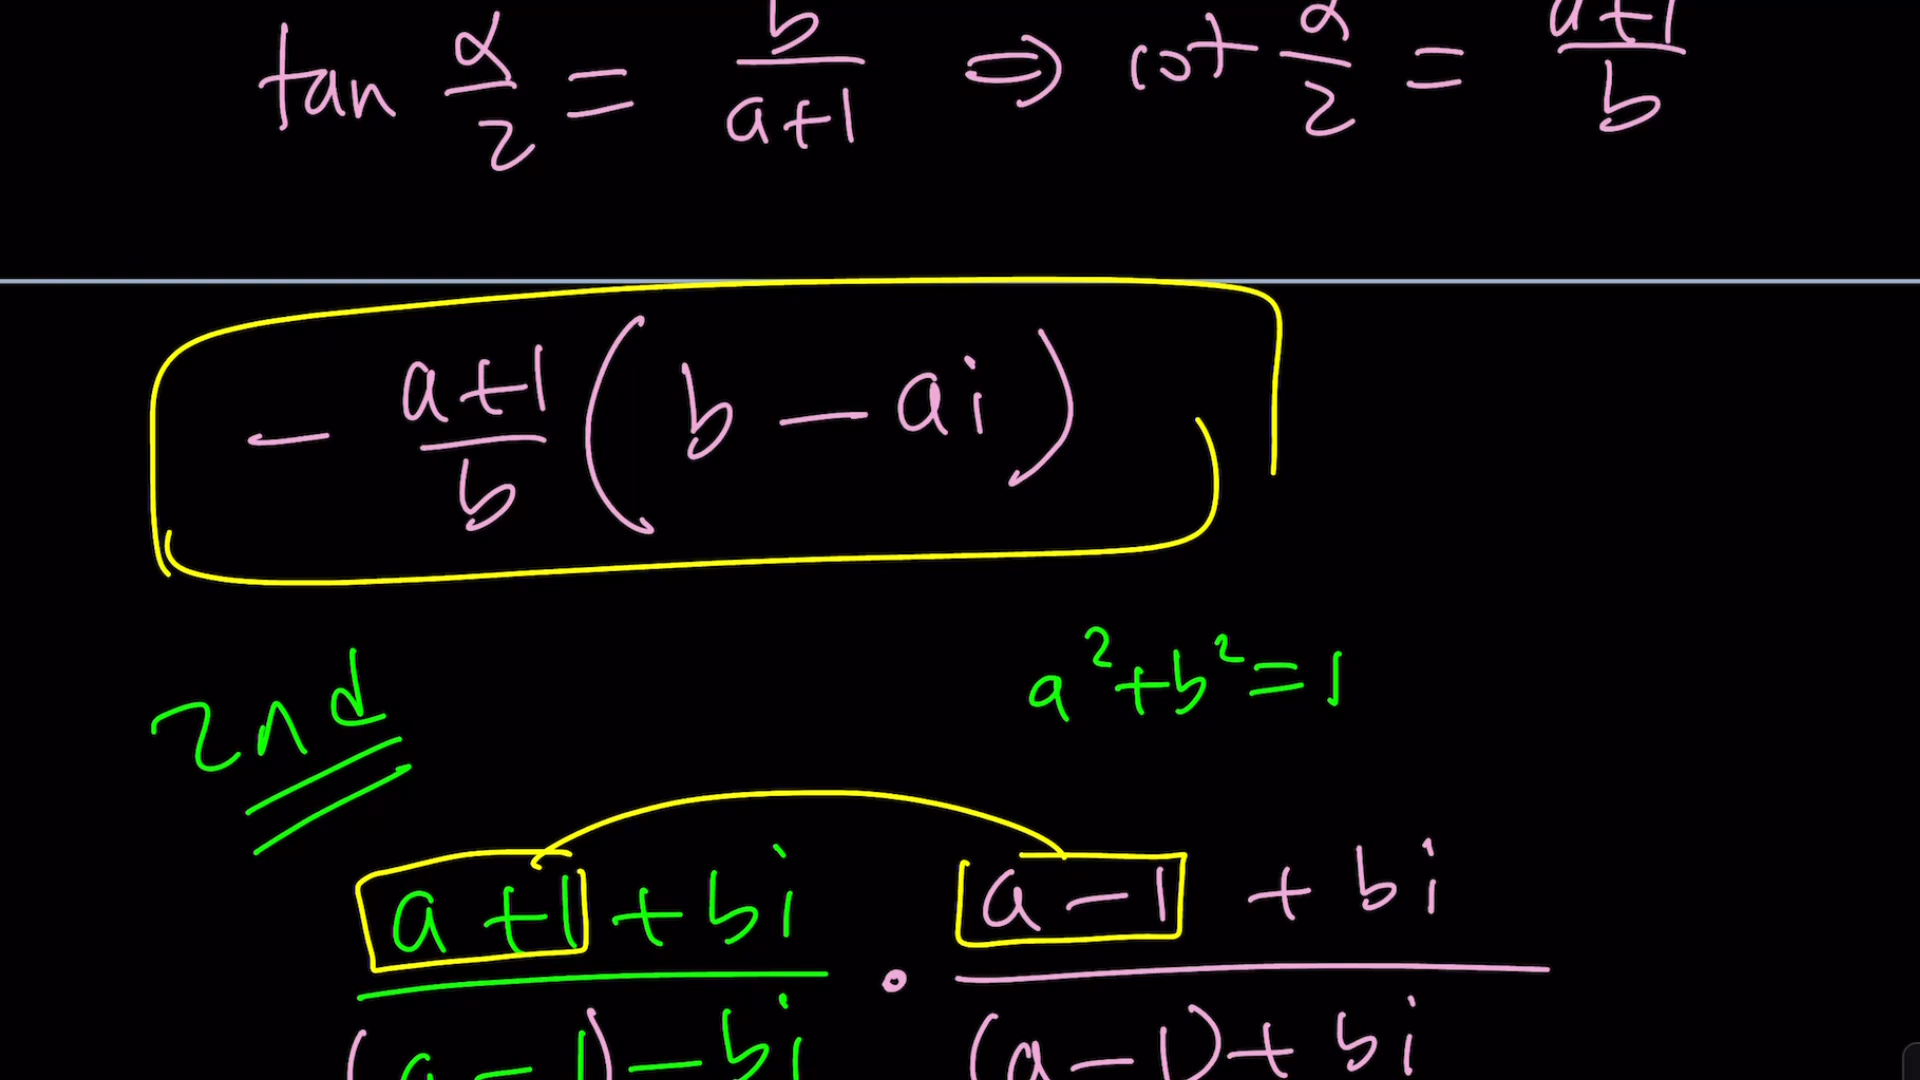 tan α/2 = b/(a+1) ⇔ cot α/2 = (a+1)/b
- (a+1)/b (b - ai)
2nd
a²+b²=1
(a+1+bi)/((a-1)-bi) • (a-1+bi)/((a-1)+bi)